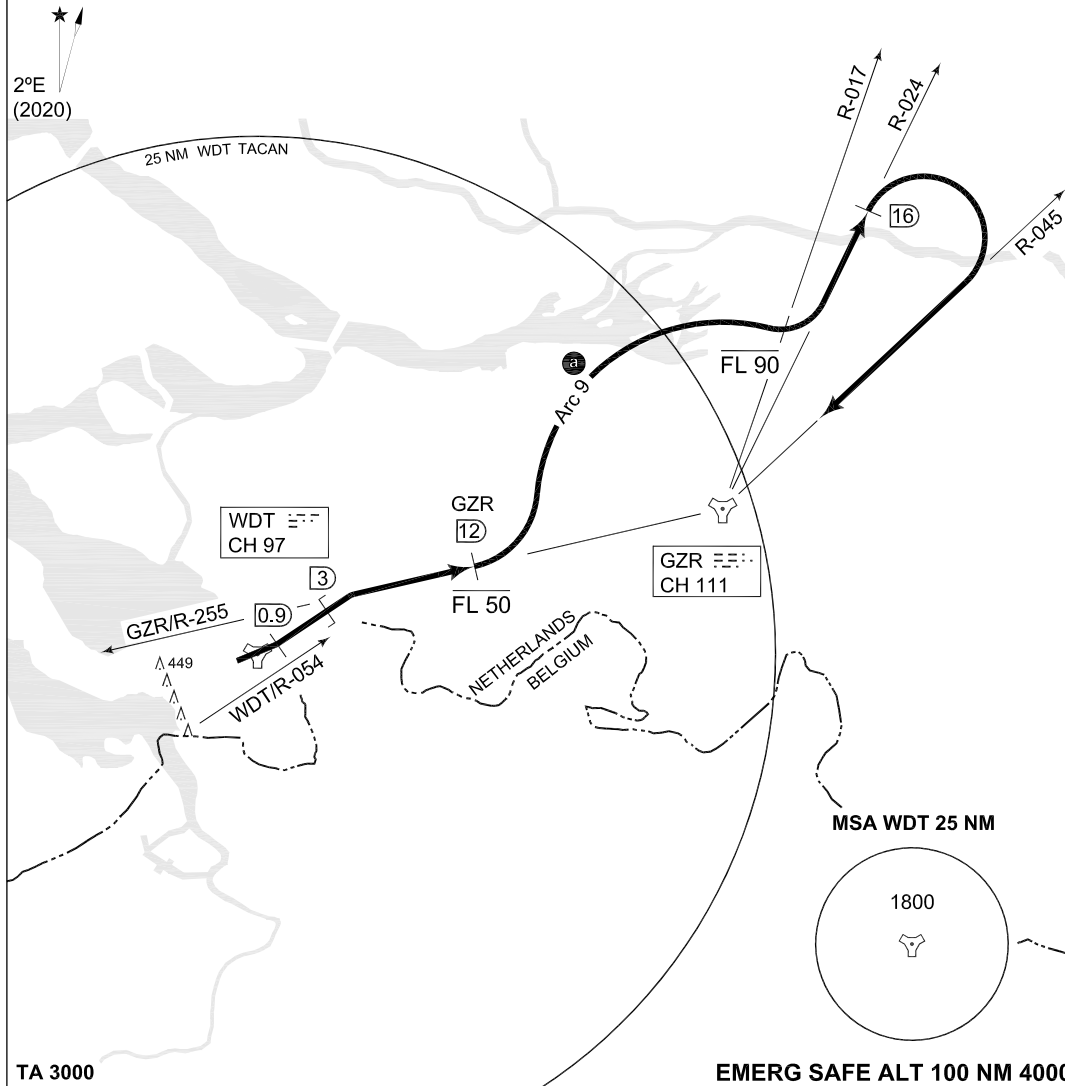 2ºE
(2020)
25 NM WDT TACAN
R-017
R-024
16
R-045
a
FL 90
Arc 9
GZR
12
WDT
CH 97
GZR
CH 111
3
FL 50
0.9
GZR/R-255
449
WDT/R-054
NETHERLANDS
BELGIUM
MSA WDT 25 NM
1800
TA 3000
EMERG SAFE ALT 100 NM 4000